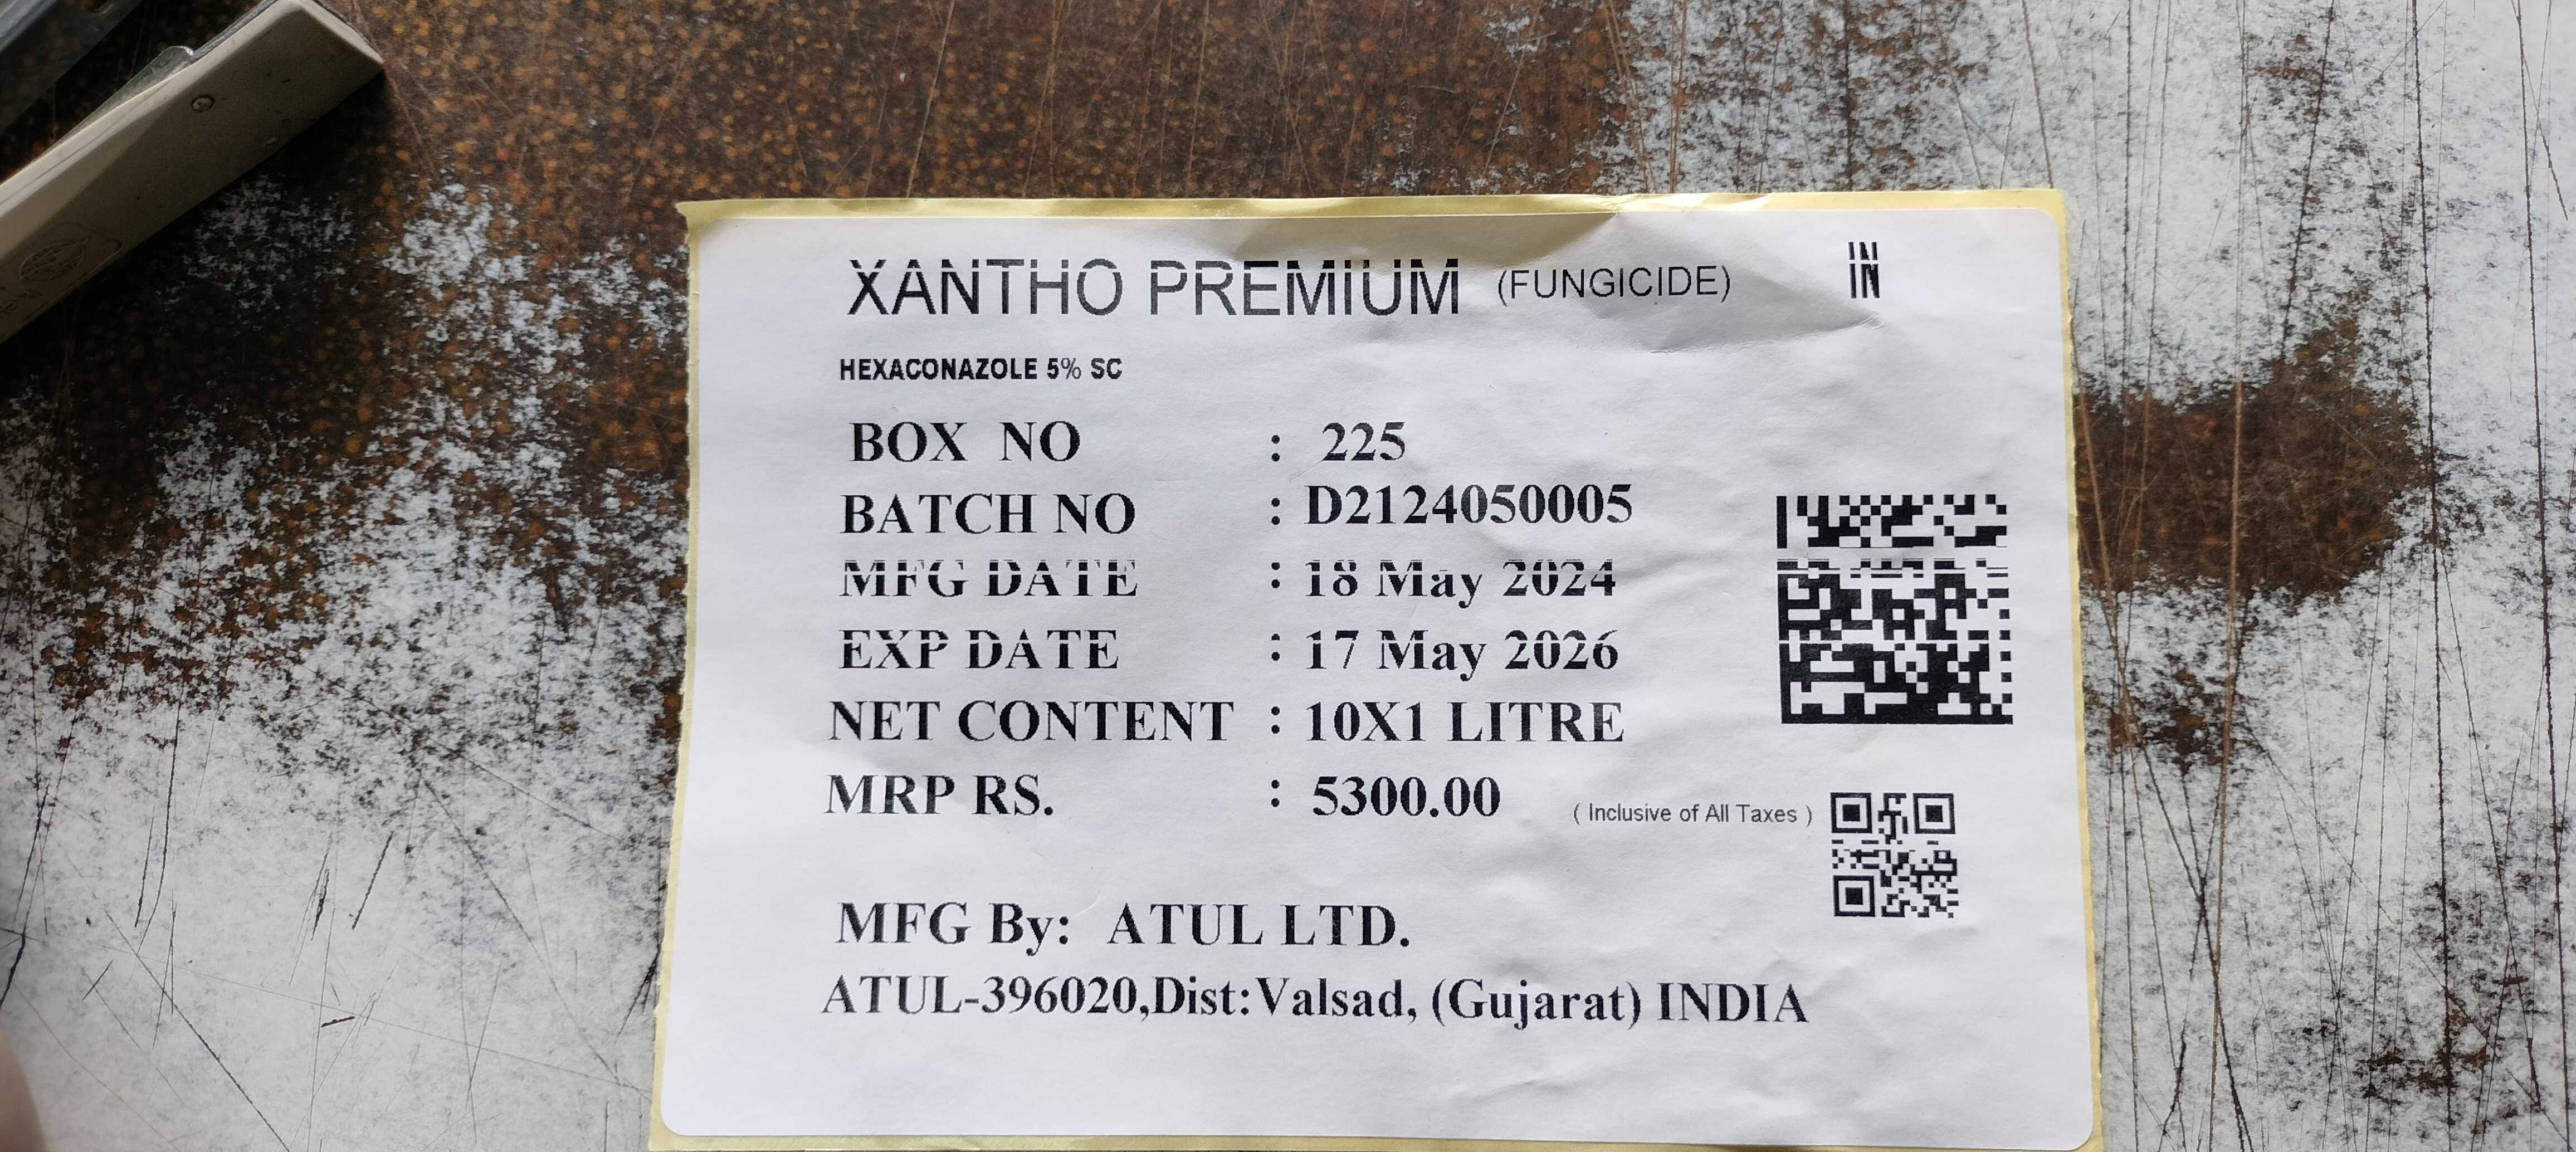 XANTHO PREMIUM (FUNGICIDE) IN
HEXACONAZOLE 5% SC
BOX NO : 225
BATCH NO : D2124050005
MFG DATE : 18 May 2024
EXP DATE : 17 May 2026
NET CONTENT : 10X1 LITRE
MRP RS. : 5300.00 ( Inclusive of All Taxes )
MFG By: ATUL LTD.
ATUL-396020,Dist:Valsad, (Gujarat) INDIA